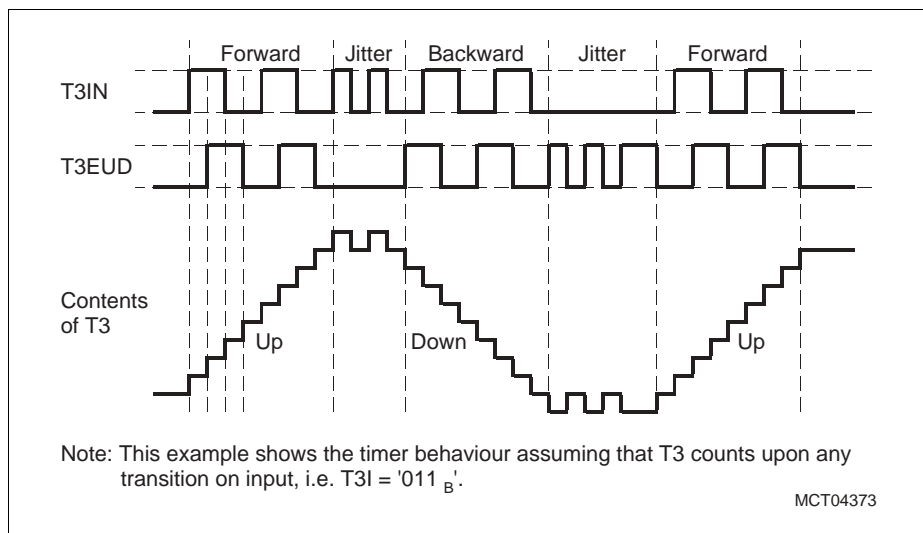 Forward Jitter Backward Jitter Forward
T3IN
T3EUD
Contents
of T3
Up Down Up
Note: This example shows the timer behaviour assuming that T3 counts upon any
transition on input, i.e. T3I = '011 B'.
MCT04373